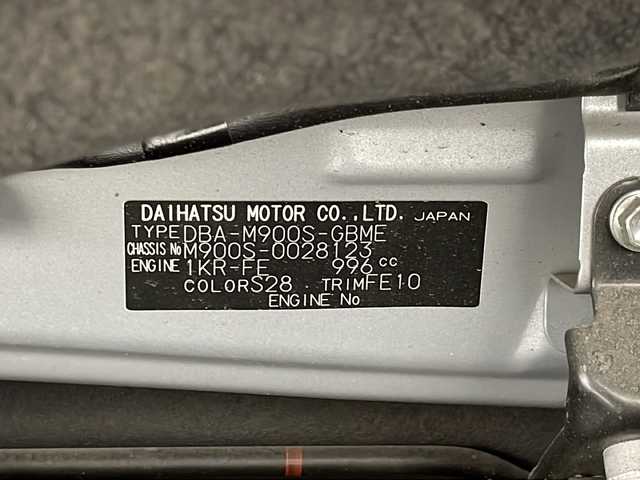 DAIHATSU MOTOR CO.,LTD. JAPAN
TYPE DBA-M900S-GBME
CHASSIS No M900S-0028123
ENGINE 1KR-FE 996 cc
COLOR S28 TRIM FE10
ENGINE No